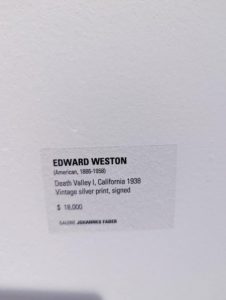 EDWARD WESTON
(American, 1886-1958)
Death Valley I, California 1938
Vintage silver print, signed
$ 18,000
GALERIE JOHANNES FABER